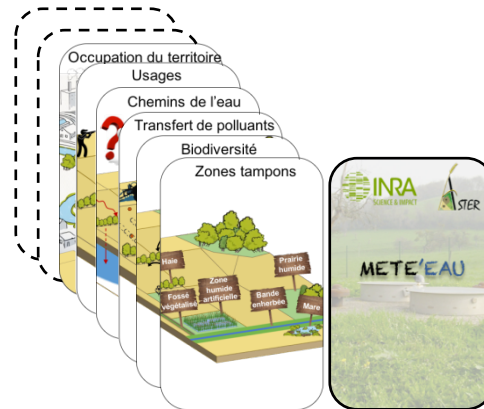 Occupation du territoire
Usages
Chemins de l'eau
Transfert de polluants
Biodiversité
Zones tampons
?
Haie
Prairie
humide
Zone
humide
artificielle
Fossé
végétalisé
Bande
enherbée
Mare
INRA
SCIENCE & IMPACT
ASTER
METE'EAU